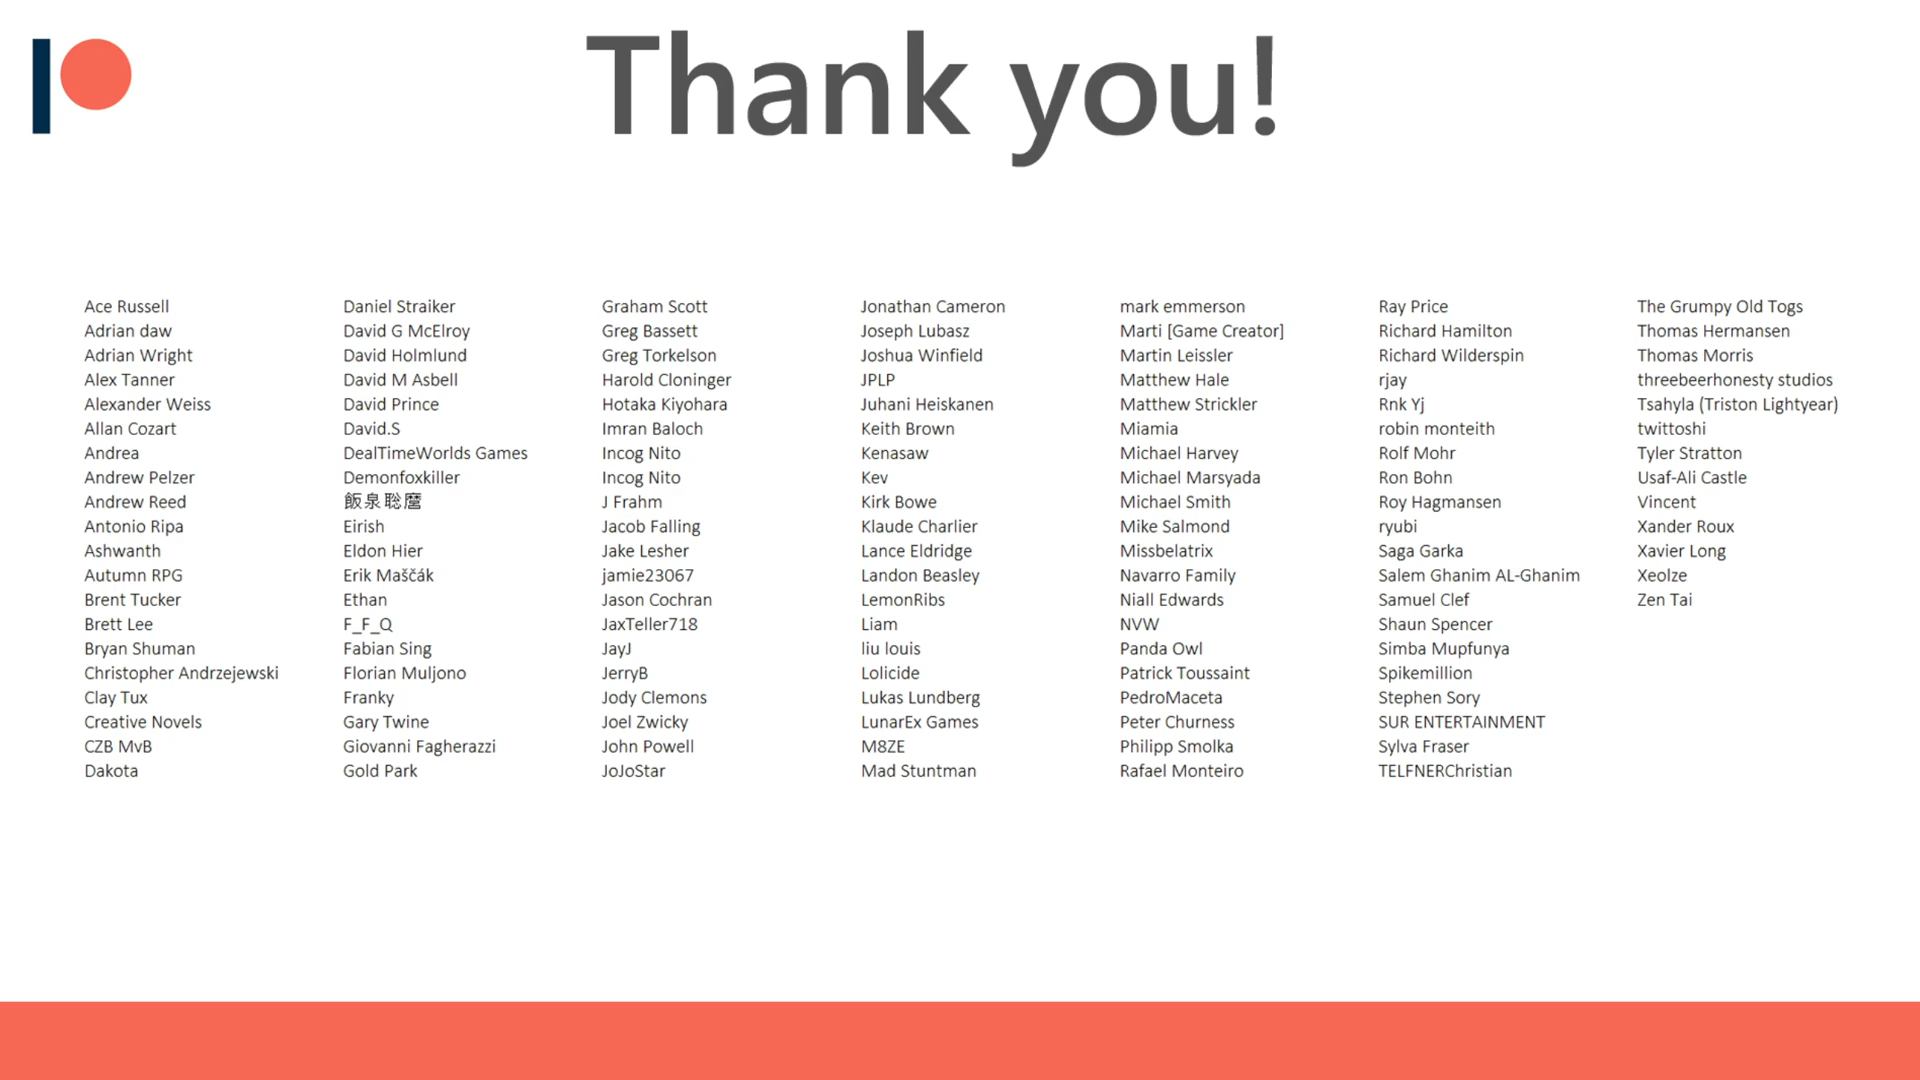 Thank you!
Ace Russell
Adrian daw
Adrian Wright
Alex Tanner
Alexander Weiss
Allan Cozart
Andrea
Andrew Pelzer
Andrew Reed
Antonio Ripa
Ashwanth
Autumn RPG
Brent Tucker
Brett Lee
Bryan Shuman
Christopher Andrzejewski
Clay Tux
Creative Novels
CZB MvB
Dakota
Daniel Straiker
David G McElroy
David Holmlund
David M Asbell
David Prince
David.S
DealTimeWorlds Games
Demonfoxkiller
飯泉聡麿
Eirish
Eldon Hier
Erik Maščák
Ethan
F_F_Q
Fabian Sing
Florian Muljono
Franky
Gary Twine
Giovanni Fagherazzi
Gold Park
Graham Scott
Greg Bassett
Greg Torkelson
Harold Cloninger
Hotaka Kiyohara
Imran Baloch
Incog Nito
Incog Nito
J Frahm
Jacob Falling
Jake Lesher
jamie23067
Jason Cochran
JaxTeller718
JayJ
JerryB
Jody Clemons
Joel Zwicky
John Powell
JoJoStar
Jonathan Cameron
Joseph Lubasz
Joshua Winfield
JPLP
Juhani Heiskanen
Keith Brown
Kenasaw
Kev
Kirk Bowe
Klaude Charlier
Lance Eldridge
Landon Beasley
LemonRibs
Liam
liu louis
Lolicide
Lukas Lundberg
LunarEx Games
M8ZE
Mad Stuntman
mark emmerson
Marti [Game Creator]
Martin Leissler
Matthew Hale
Matthew Strickler
Miamia
Michael Harvey
Michael Marsyada
Michael Smith
Mike Salmond
Missbelatrix
Navarro Family
Niall Edwards
NVW
Panda Owl
Patrick Toussaint
PedroMaceta
Peter Churness
Philipp Smolka
Rafael Monteiro
Ray Price
Richard Hamilton
Richard Wilderspin
rjay
Rnk Yj
robin monteith
Rolf Mohr
Ron Bohn
Roy Hagmansen
ryubi
Saga Garka
Salem Ghanim AL-Ghanim
Samuel Clef
Shaun Spencer
Simba Mupfunya
Spikemillion
Stephen Sory
SUR ENTERTAINMENT
Sylva Fraser
TELFNERChristian
The Grumpy Old Togs
Thomas Hermansen
Thomas Morris
threebeerhonesty studios
Tsahyla (Triston Lightyear)
twittoshi
Tyler Stratton
Usaf-Ali Castle
Vincent
Xander Roux
Xavier Long
Xeolze
Zen Tai